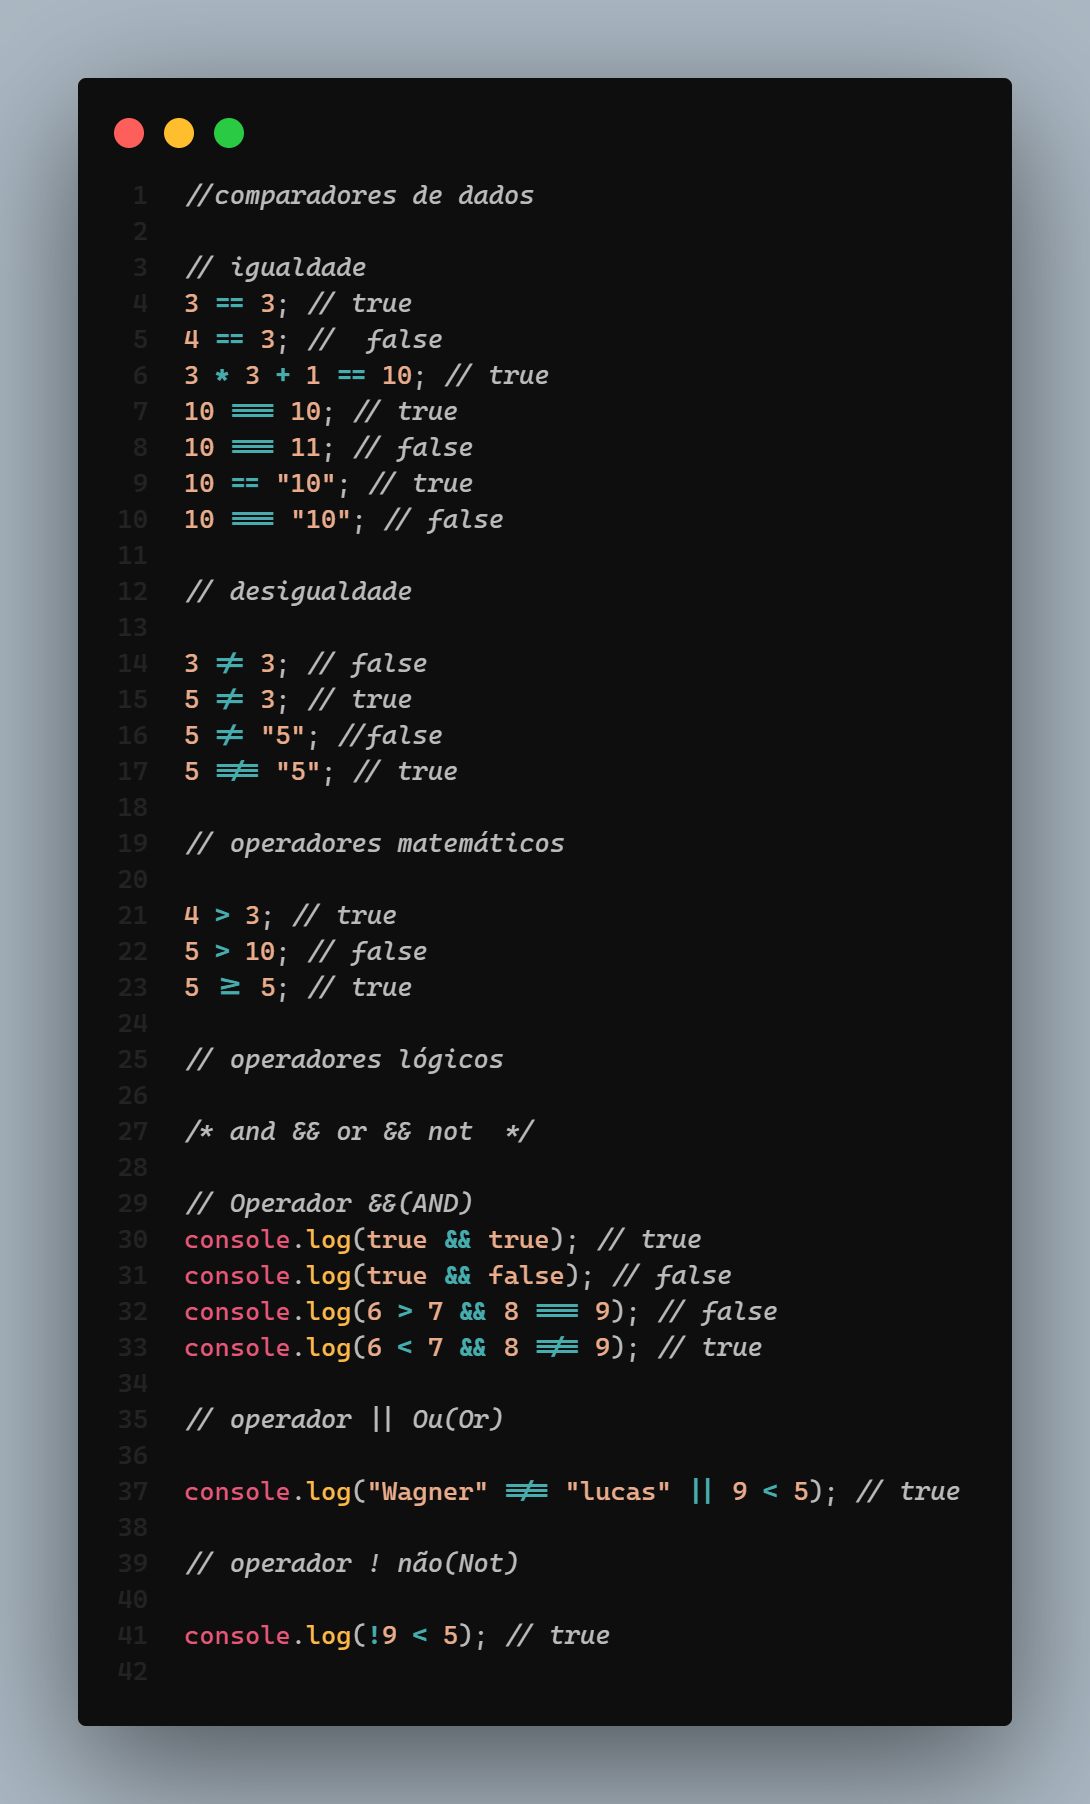 1 //comparadores de dados
2
3 // igualdade
4 3 == 3; // true
5 4 == 3; //  false
6 3 * 3 + 1 == 10; // true
7 10 === 10; // true
8 10 === 11; // false
9 10 == "10"; // true
10 10 === "10"; // false
11
12 // desigualdade
13
14 3 != 3; // false
15 5 != 3; // true
16 5 != "5"; //false
17 5 !== "5"; // true
18
19 // operadores matemáticos
20
21 4 > 3; // true
22 5 > 10; // false
23 5 >= 5; // true
24
25 // operadores lógicos
26
27 /* and && or && not  */
28
29 // Operador &&(AND)
30 console.log(true && true); // true
31 console.log(true && false); // false
32 console.log(6 > 7 && 8 === 9); // false
33 console.log(6 < 7 && 8 !== 9); // true
34
35 // operador || Ou(Or)
36
37 console.log("Wagner" !== "lucas" || 9 < 5); // true
38
39 // operador ! não(Not)
40
41 console.log(!9 < 5); // true
42